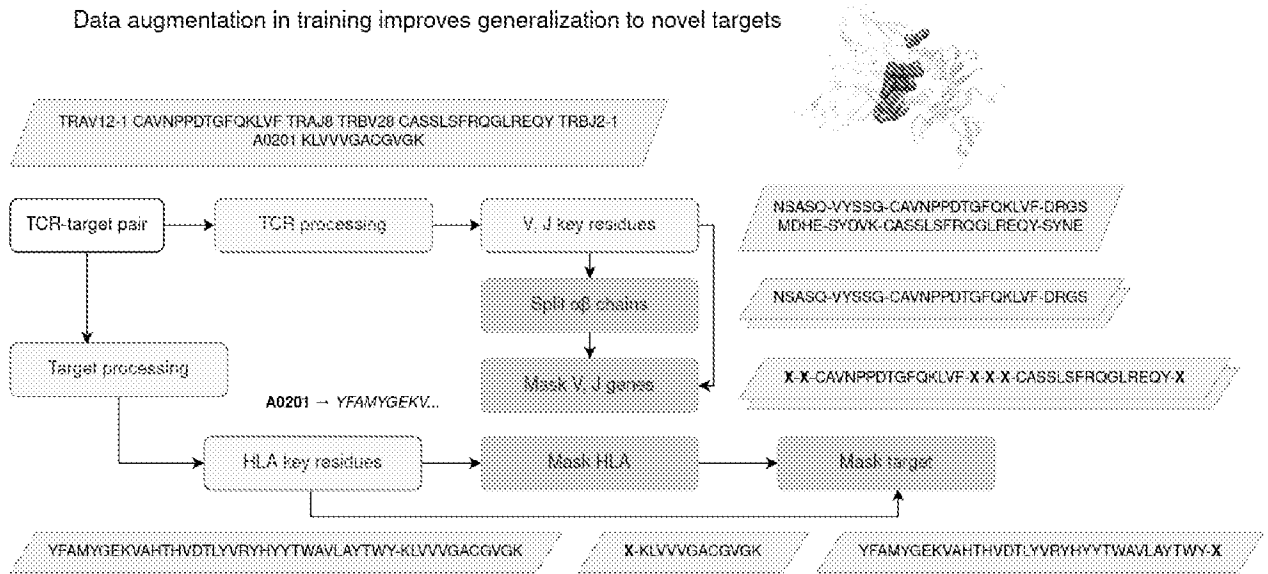 Data augmentation in training improves generalization to novel targets
TRAV12-1 CAVNPPDTGFQKLVF TRAJ8 TRBV28 CASSLSFRQGLREQY TRBJ2-1
A0201 KLVVVGACGVGK
TCR-target pair
TCR processing
V, J key residues
NSASQ-VYSSG-CAVNPPDTGFQKLVF-DRGS
MDHE-SYDVK-CASSLSFRQGLREQY-SYNE
Split αβ chains
NSASQ-VYSSG-CAVNPPDTGFQKLVF-DRGS
Target processing
Mask V, J genes
X-X-CAVNPPDTGFQKLVF-X-X-X-CASSLSFRQGLREQY-X
A0201 → YFAMYGEKV...
HLA key residues
Mask HLA
Mask target
YFAMYGEKVAHTHVDTLYVRYHYYTWAVLAYTWY-KLVVVGACGVGK
X-KLVVVGACGVGK
YFAMYGEKVAHTHVDTLYVRYHYYTWAVLAYTWY-X